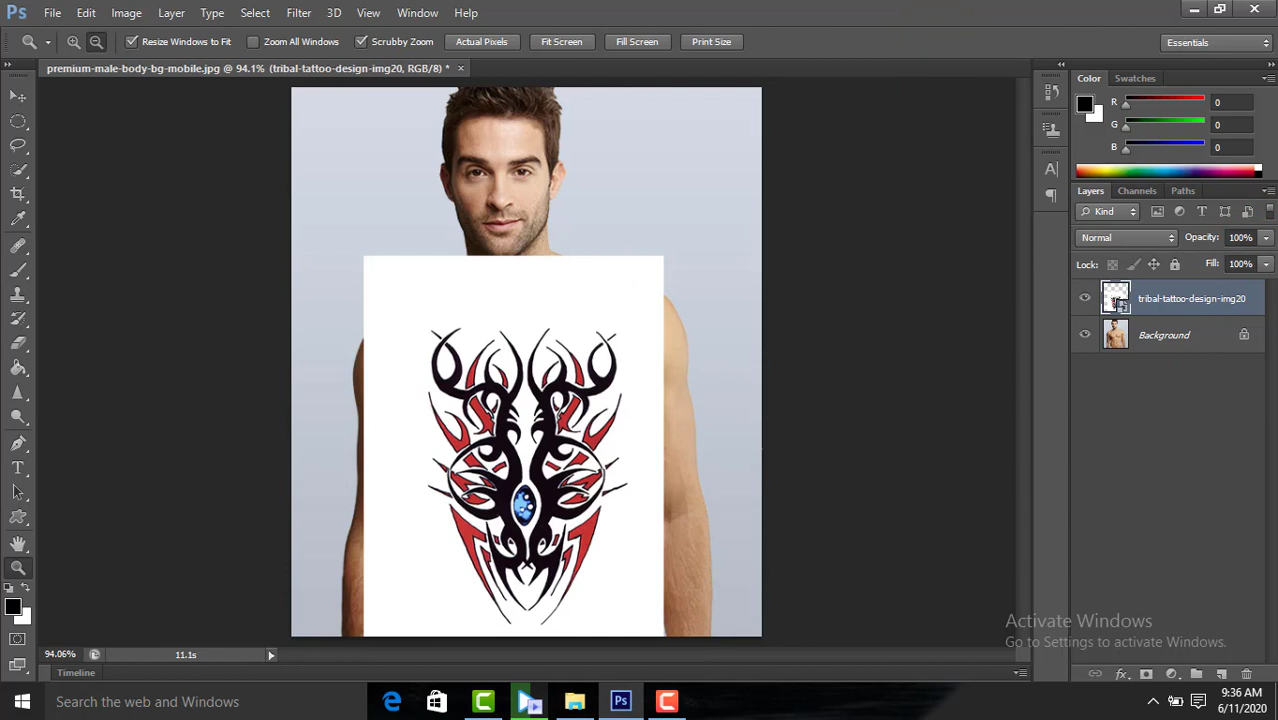 Ps File Edit Image Layer Type Select Filter 3D View Window Help
Resize Windows to Fit Zoom All Windows Scrubby Zoom Actual Pixels Fit Screen Fill Screen Print Size Essentials
premium-male-body-bg-mobile.jpg @ 94.1% (tribal-tattoo-design-img20, RGB/8) * ×
Color Swatches
R 0
G 0
B 0
Layers Channels Paths
Kind
Normal Opacity: 100%
Lock: Fill: 100%
tribal-tattoo-design-img20
Background
Activate Windows
Go to Settings to activate Windows.
94.06% 11.1s
Timeline
Search the web and Windows
9:36 AM
6/11/2020